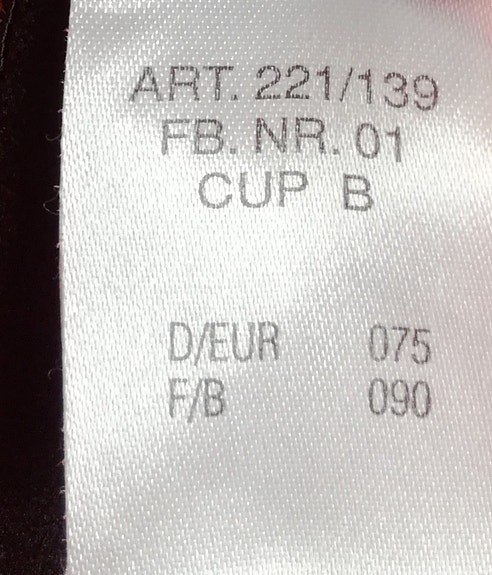 ART. 221/139
FB. NR. 01
CUP B
D/EUR 075
F/B 090